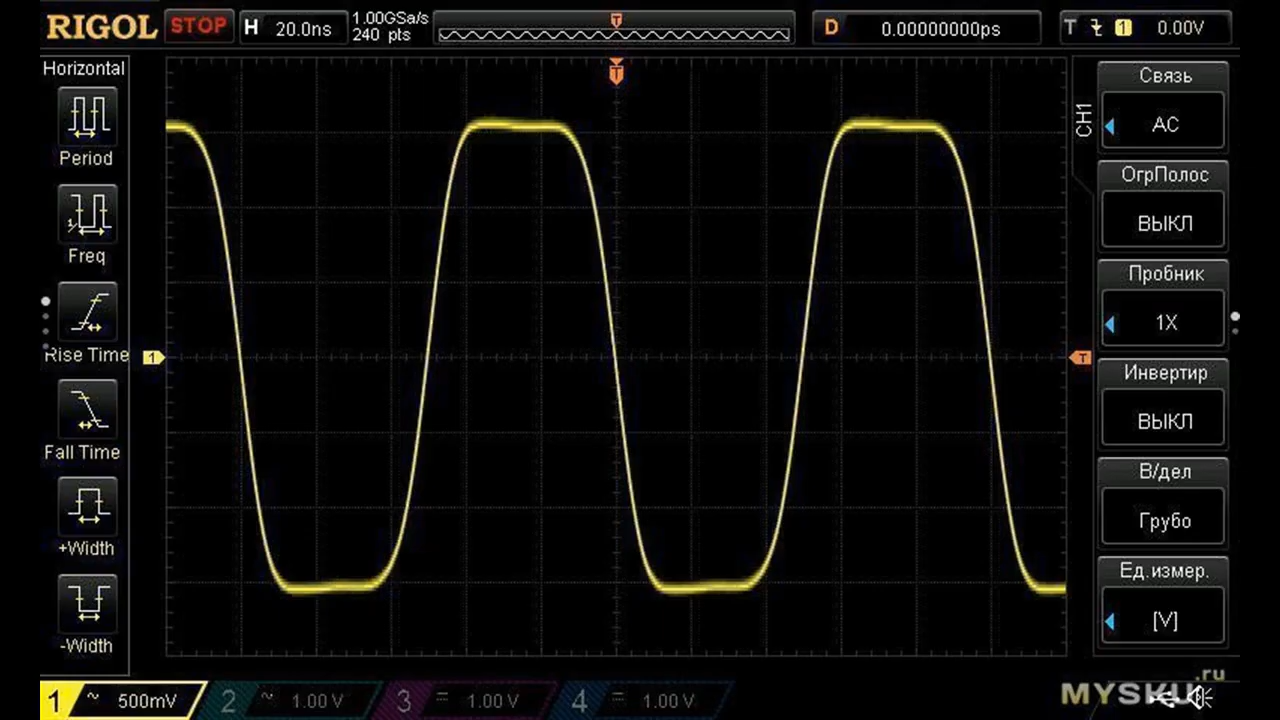 RIGOL STOP H 20.0ns 1.00GSa/s 240 pts T D 0.00000000ps T 1 0.00V
Horizontal
Period
Freq
Rise Time
Fall Time
+Width
-Width
T
1
T
CH1
Связь
AC
ОгрПолос
ВЫКЛ
Пробник
1X
Инвертир
ВЫКЛ
В/дел
Грубо
Ед.измер.
[V]
1 ~ 500mV 2 ~ 1.00 V 3 = 1.00 V 4 = 1.00 V
MYSKU.ru